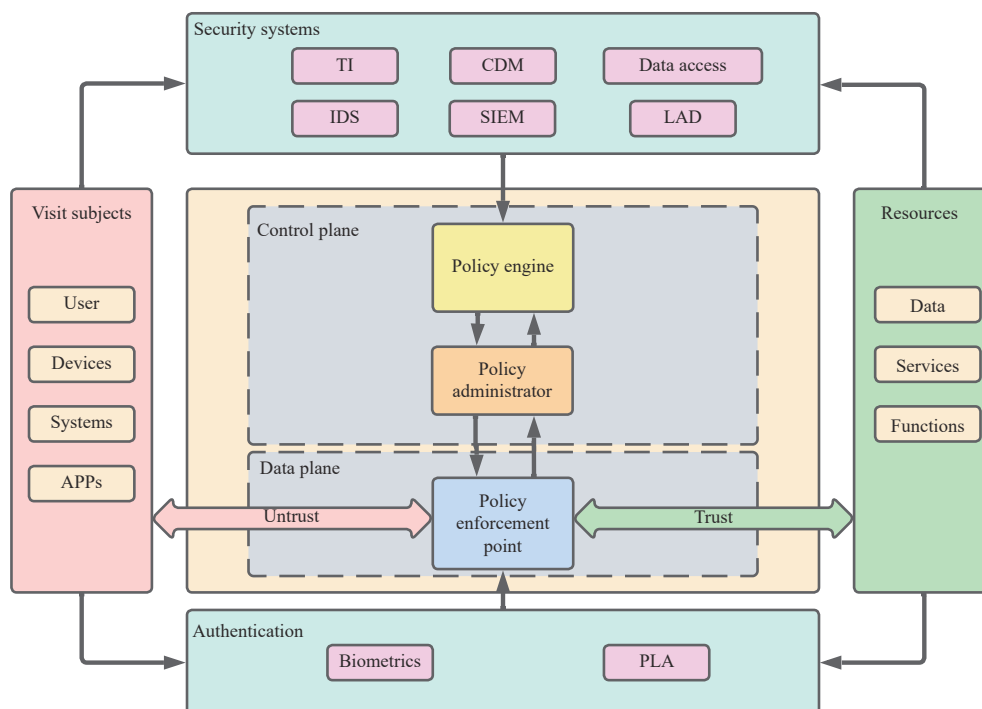 Security systems
TI
CDM
Data access
IDS
SIEM
LAD
Visit subjects
User
Devices
Systems
APPs
Control plane
Policy engine
Policy
administrator
Data plane
Policy
enforcement
point
Untrust
Trust
Resources
Data
Services
Functions
Authentication
Biometrics
PLA